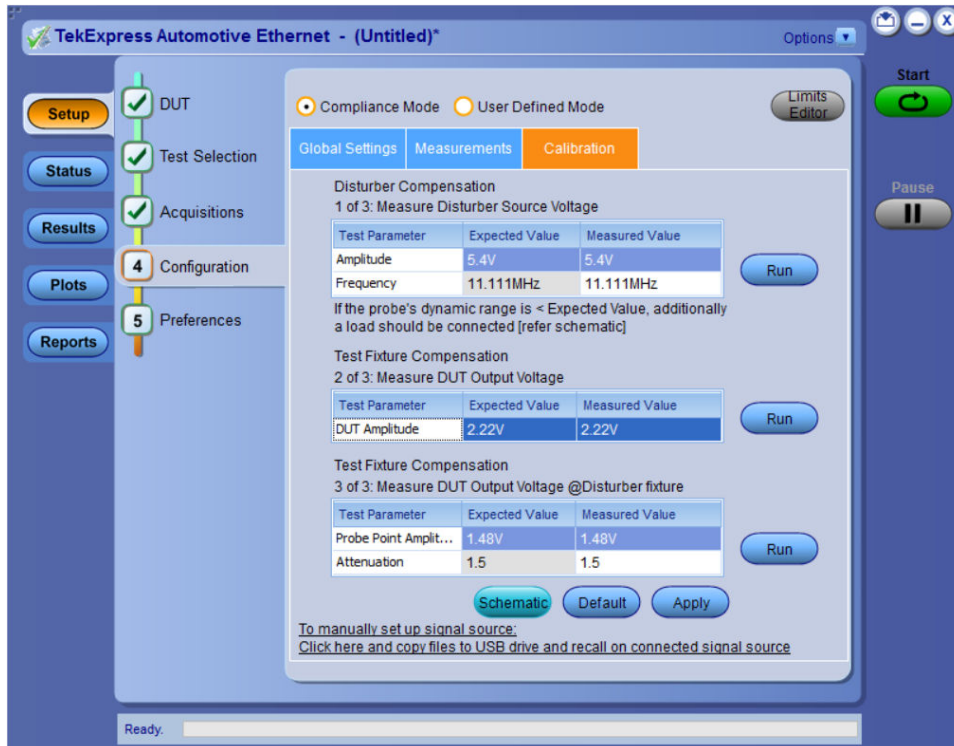 TekExpress Automotive Ethernet - (Untitled)*
Options
X
Setup
Status
Results
Plots
Reports
DUT
Test Selection
Acquisitions
4 Configuration
5 Preferences
Compliance Mode User Defined Mode
Limits
Editor
Global Settings Measurements Calibration
Disturber Compensation
1 of 3: Measure Disturber Source Voltage
Test Parameter Expected Value Measured Value
Amplitude 5.4V 5.4V
Frequency 11.111MHz 11.111MHz
Run
If the probe's dynamic range is < Expected Value, additionally
a load should be connected [refer schematic]
Test Fixture Compensation
2 of 3: Measure DUT Output Voltage
Test Parameter Expected Value Measured Value
DUT Amplitude 2.22V 2.22V
Run
Test Fixture Compensation
3 of 3: Measure DUT Output Voltage @Disturber fixture
Test Parameter Expected Value Measured Value
Probe Point Amplit... 1.48V 1.48V
Attenuation 1.5 1.5
Run
Schematic Default Apply
To manually set up signal source:
Click here and copy files to USB drive and recall on connected signal source
Start
Pause
Ready.